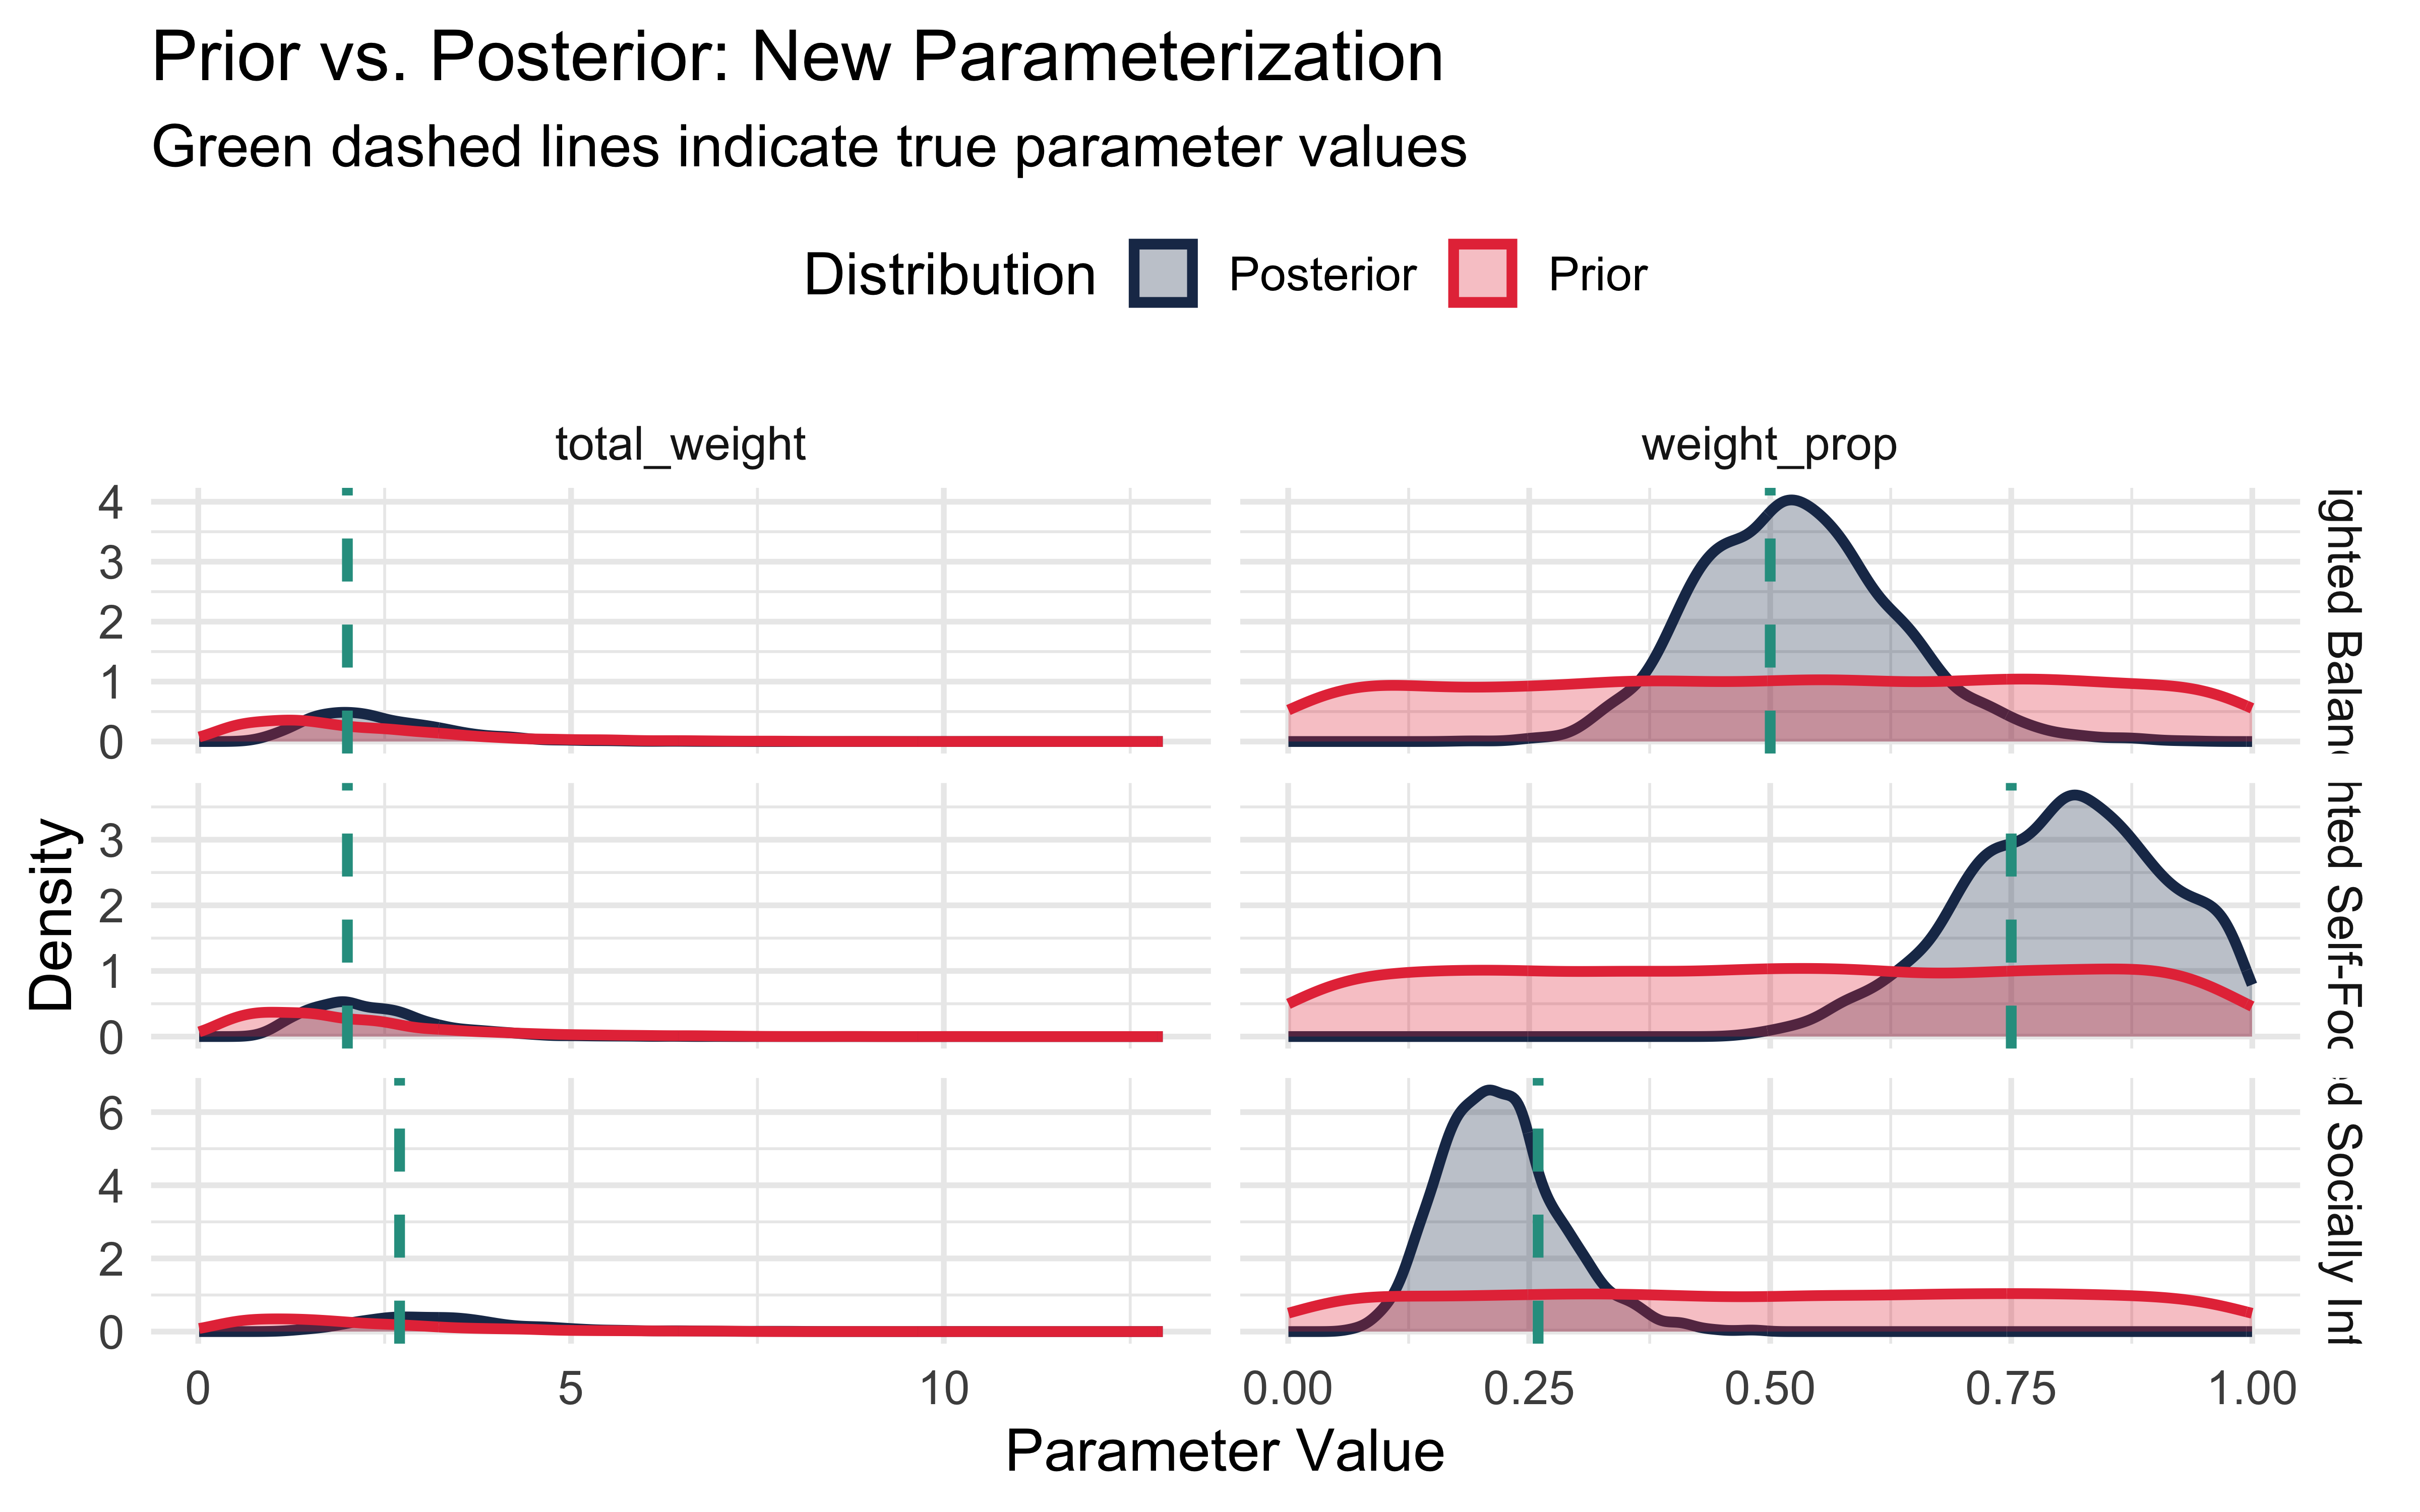 Prior vs. Posterior: New Parameterization
Green dashed lines indicate true parameter values
Distribution Posterior Prior
total_weight weight_prop
4
3
2
1
0
ighted Balanc
3
2
1
0
hted Self-Foc
6
4
2
0
d Socially Inf
Density
0 5 10 0.00 0.25 0.50 0.75 1.00
Parameter Value